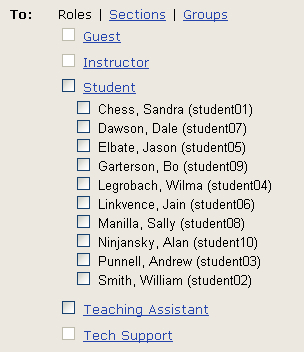 To: Roles | Sections | Groups
Guest
Instructor
Student
Chess, Sandra (student01)
Dawson, Dale (student07)
Elbate, Jason (student05)
Garterson, Bo (student09)
Legrobach, Wilma (student04)
Linkvence, Jain (student06)
Manilla, Sally (student08)
Ninjansky, Alan (student10)
Punnell, Andrew (student03)
Smith, William (student02)
Teaching Assistant
Tech Support